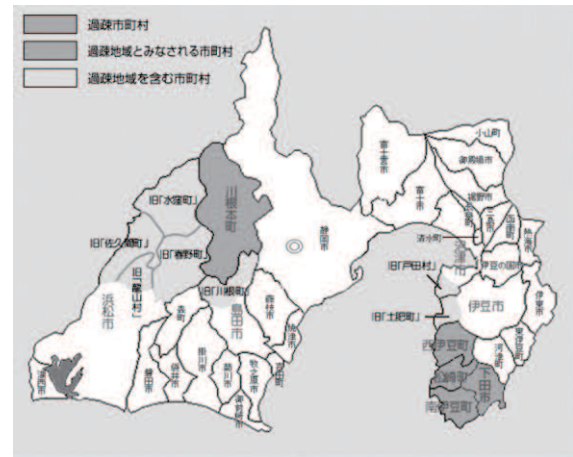 過疎市町村
過疎地域とみなされる市町村
過疎地域を含む市町村
小山町
御殿場市
富士宮市
富士市
裾野市
長泉町
三島市
函南町
熱海市
清水町
沼津市
伊豆の国市
旧「戸田村」
伊豆市
伊東市
旧「土肥町」
東伊豆町
西伊豆町
河津町
松崎町
下田市
南伊豆町
旧「水窪町」
川根本町
静岡市
旧「佐久間町」
旧「春野町」
旧「龍山村」
旧「川根町」
浜松市
島田市
森町
藤枝市
焼津市
掛川市
吉田町
湖西市
磐田市
袋井市
菊川市
牧之原市
御前崎市